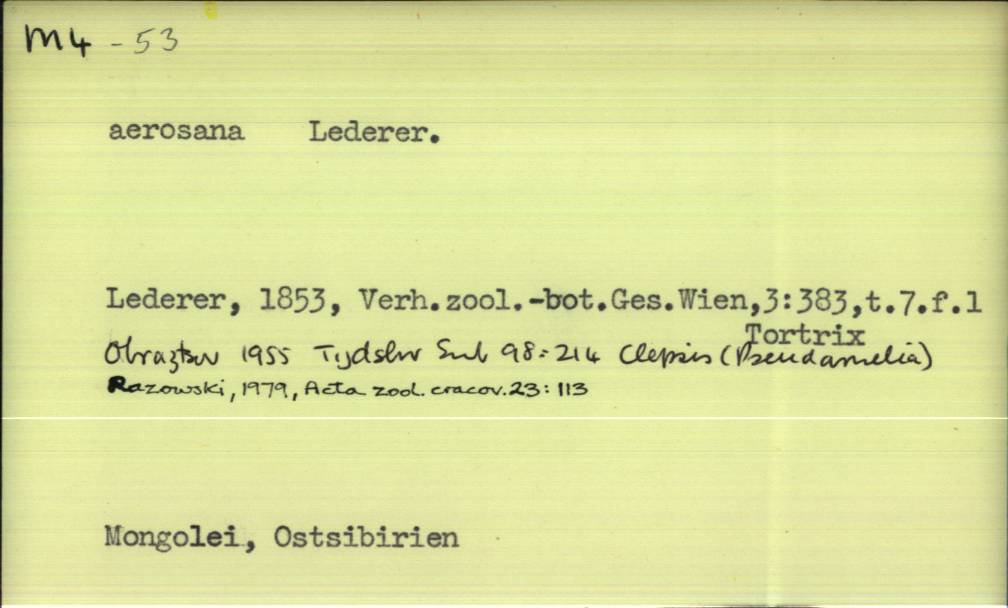 M4 - 53
aerosana Lederer.
Lederer, 1853, Verh.zool.-bot.Ges.Wien,3:383,t.7.f.1
Tortrix
Obraztsov 1955 Tijdschr Ent 98:214 Clepsis (Pseudamelia)
Razowski, 1979, Acta zool. cracov. 23: 113
Mongolei, Ostsibirien